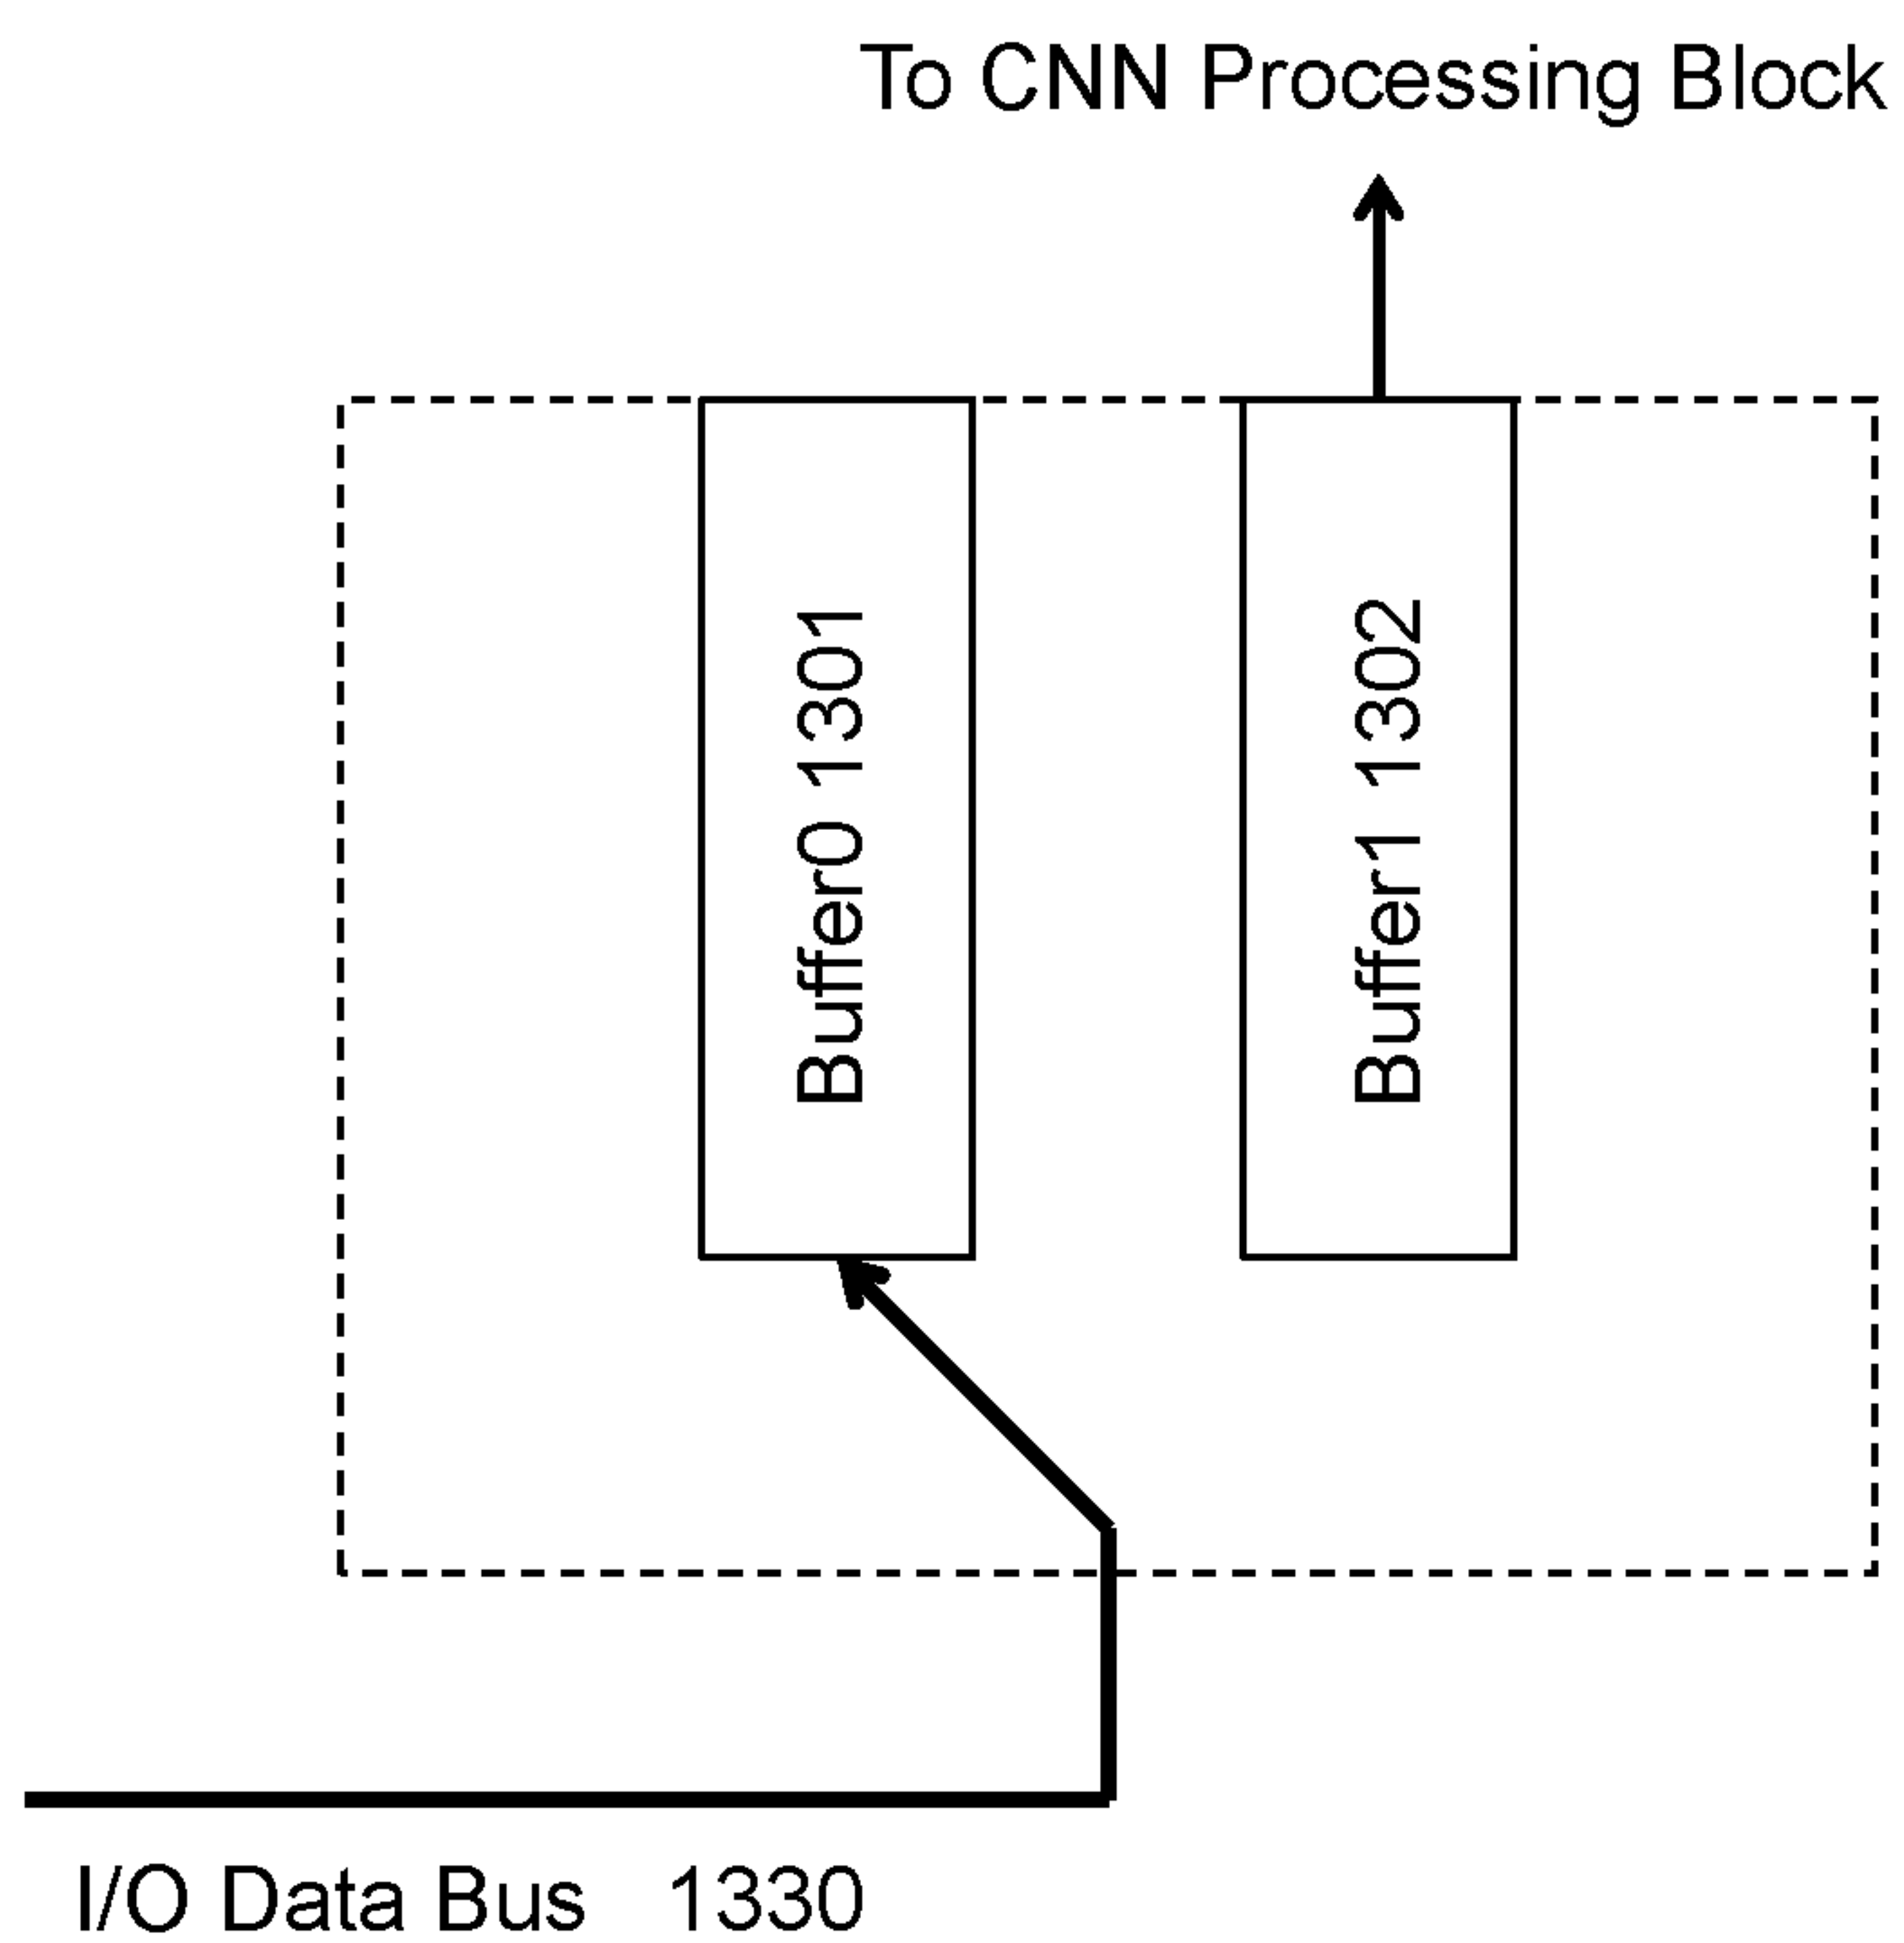 To CNN Processing Block
Buffer0 1301
Buffer1 1302
I/O Data Bus 1330